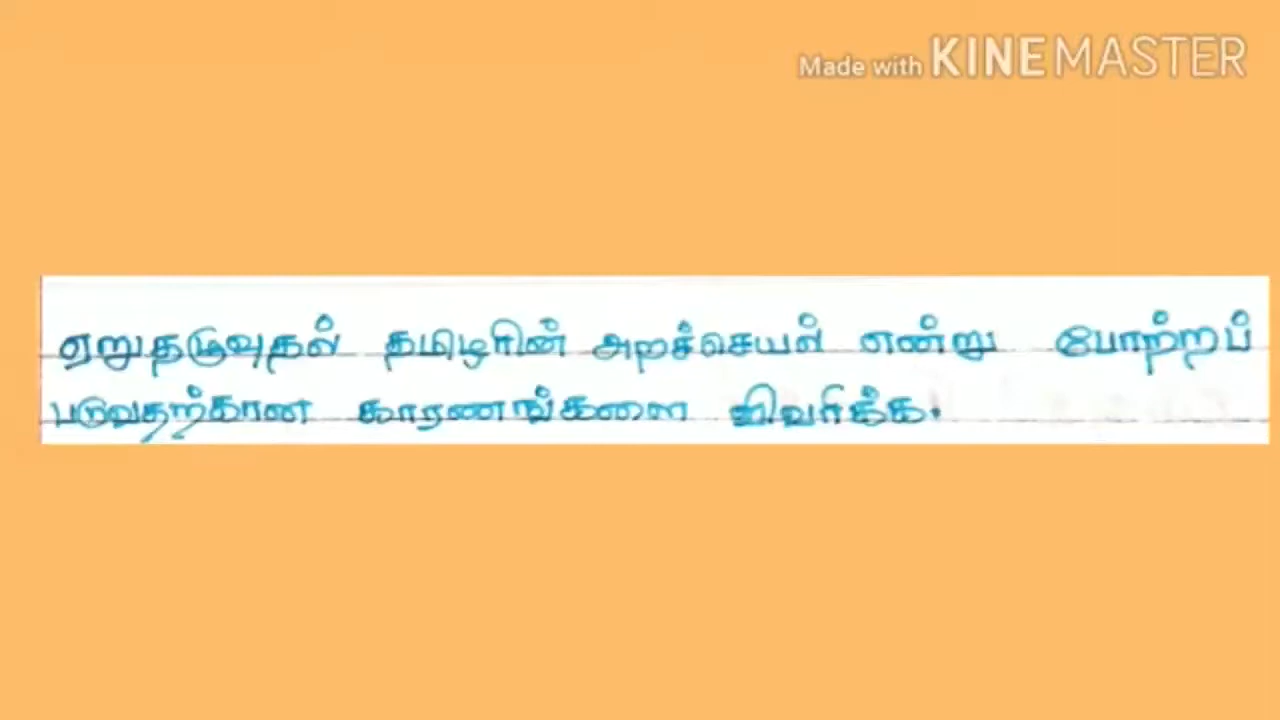 Made with KINEMASTER
ஏறுதழுவுதல் தமிழரின் அறச்செயல் என்று போற்றப்
படுவதற்கான காரணங்களை விவரிக்க.